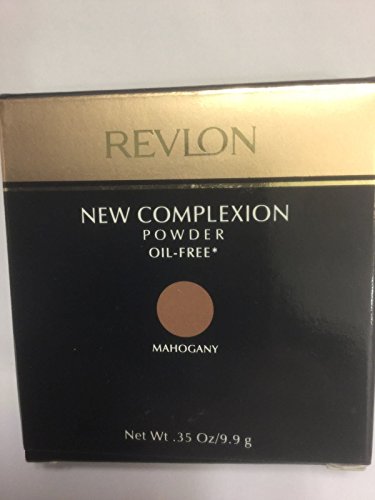 REVLON
NEW COMPLEXION
POWDER
OIL-FREE*
MAHOGANY
Net Wt .35 Oz/9.9 g